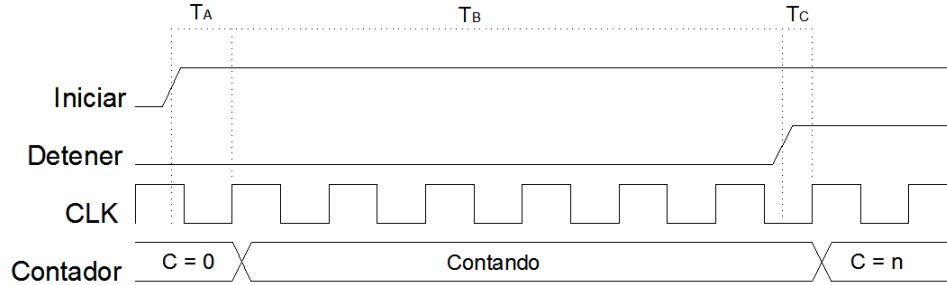 TA TB TC
Iniciar
Detener
CLK
Contador C = 0 Contando C = n